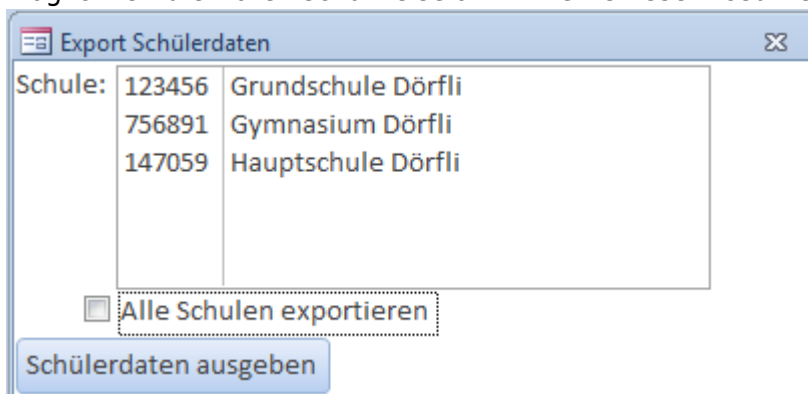 Export Schülerdaten
Schule: 123456 Grundschule Dörfli
756891 Gymnasium Dörfli
147059 Hauptschule Dörfli
Alle Schulen exportieren
Schülerdaten ausgeben